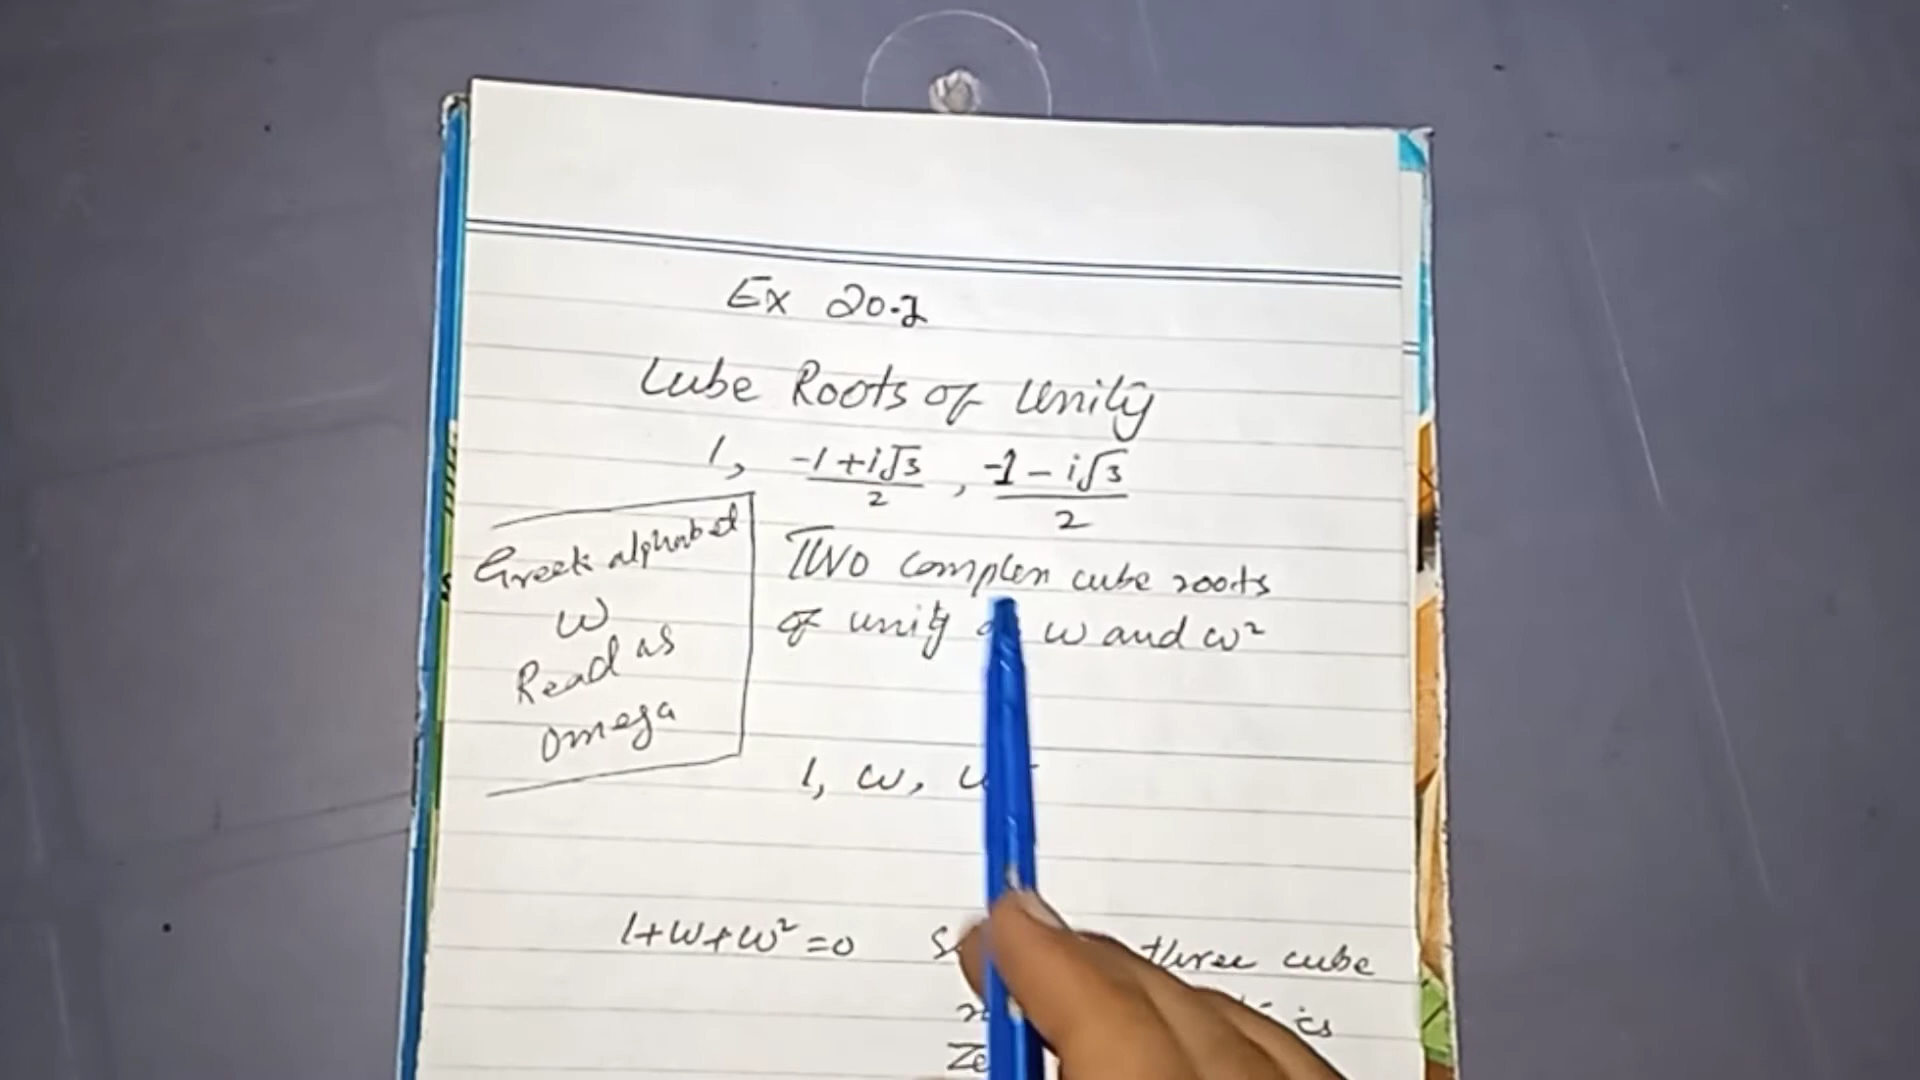 Ex 20.2
Cube Roots of Unity
1, -1+i√3/2, -1-i√3/2
Greek alphabet
ω
Read as
omega
Two complex cube roots
of unity ω and ω²
1, ω,
1+ω+ω²=0
three cube
is